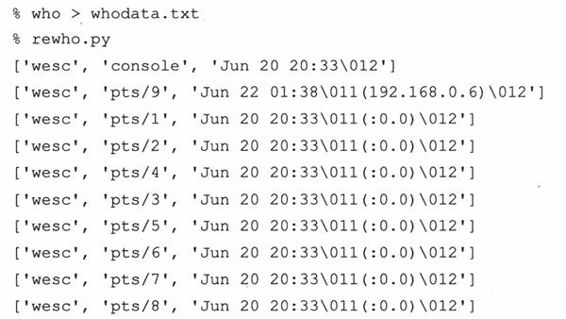 % who > whodata.txt
% rewho.py
['wesc', 'console', 'Jun 20 20:33\012']
['wesc', 'pts/9', 'Jun 22 01:38\011(192.168.0.6)\012']
['wesc', 'pts/1', 'Jun 20 20:33\011(:0.0)\012']
['wesc', 'pts/2', 'Jun 20 20:33\011(:0.0)\012']
['wesc', 'pts/4', 'Jun 20 20:33\011(:0.0)\012']
['wesc', 'pts/3', 'Jun 20 20:33\011(:0.0)\012']
['wesc', 'pts/5', 'Jun 20 20:33\011(:0.0)\012']
['wesc', 'pts/6', 'Jun 20 20:33\011(:0.0)\012']
['wesc', 'pts/7', 'Jun 20 20:33\011(:0.0)\012']
['wesc', 'pts/8', 'Jun 20 20:33\011(:0.0)\012']